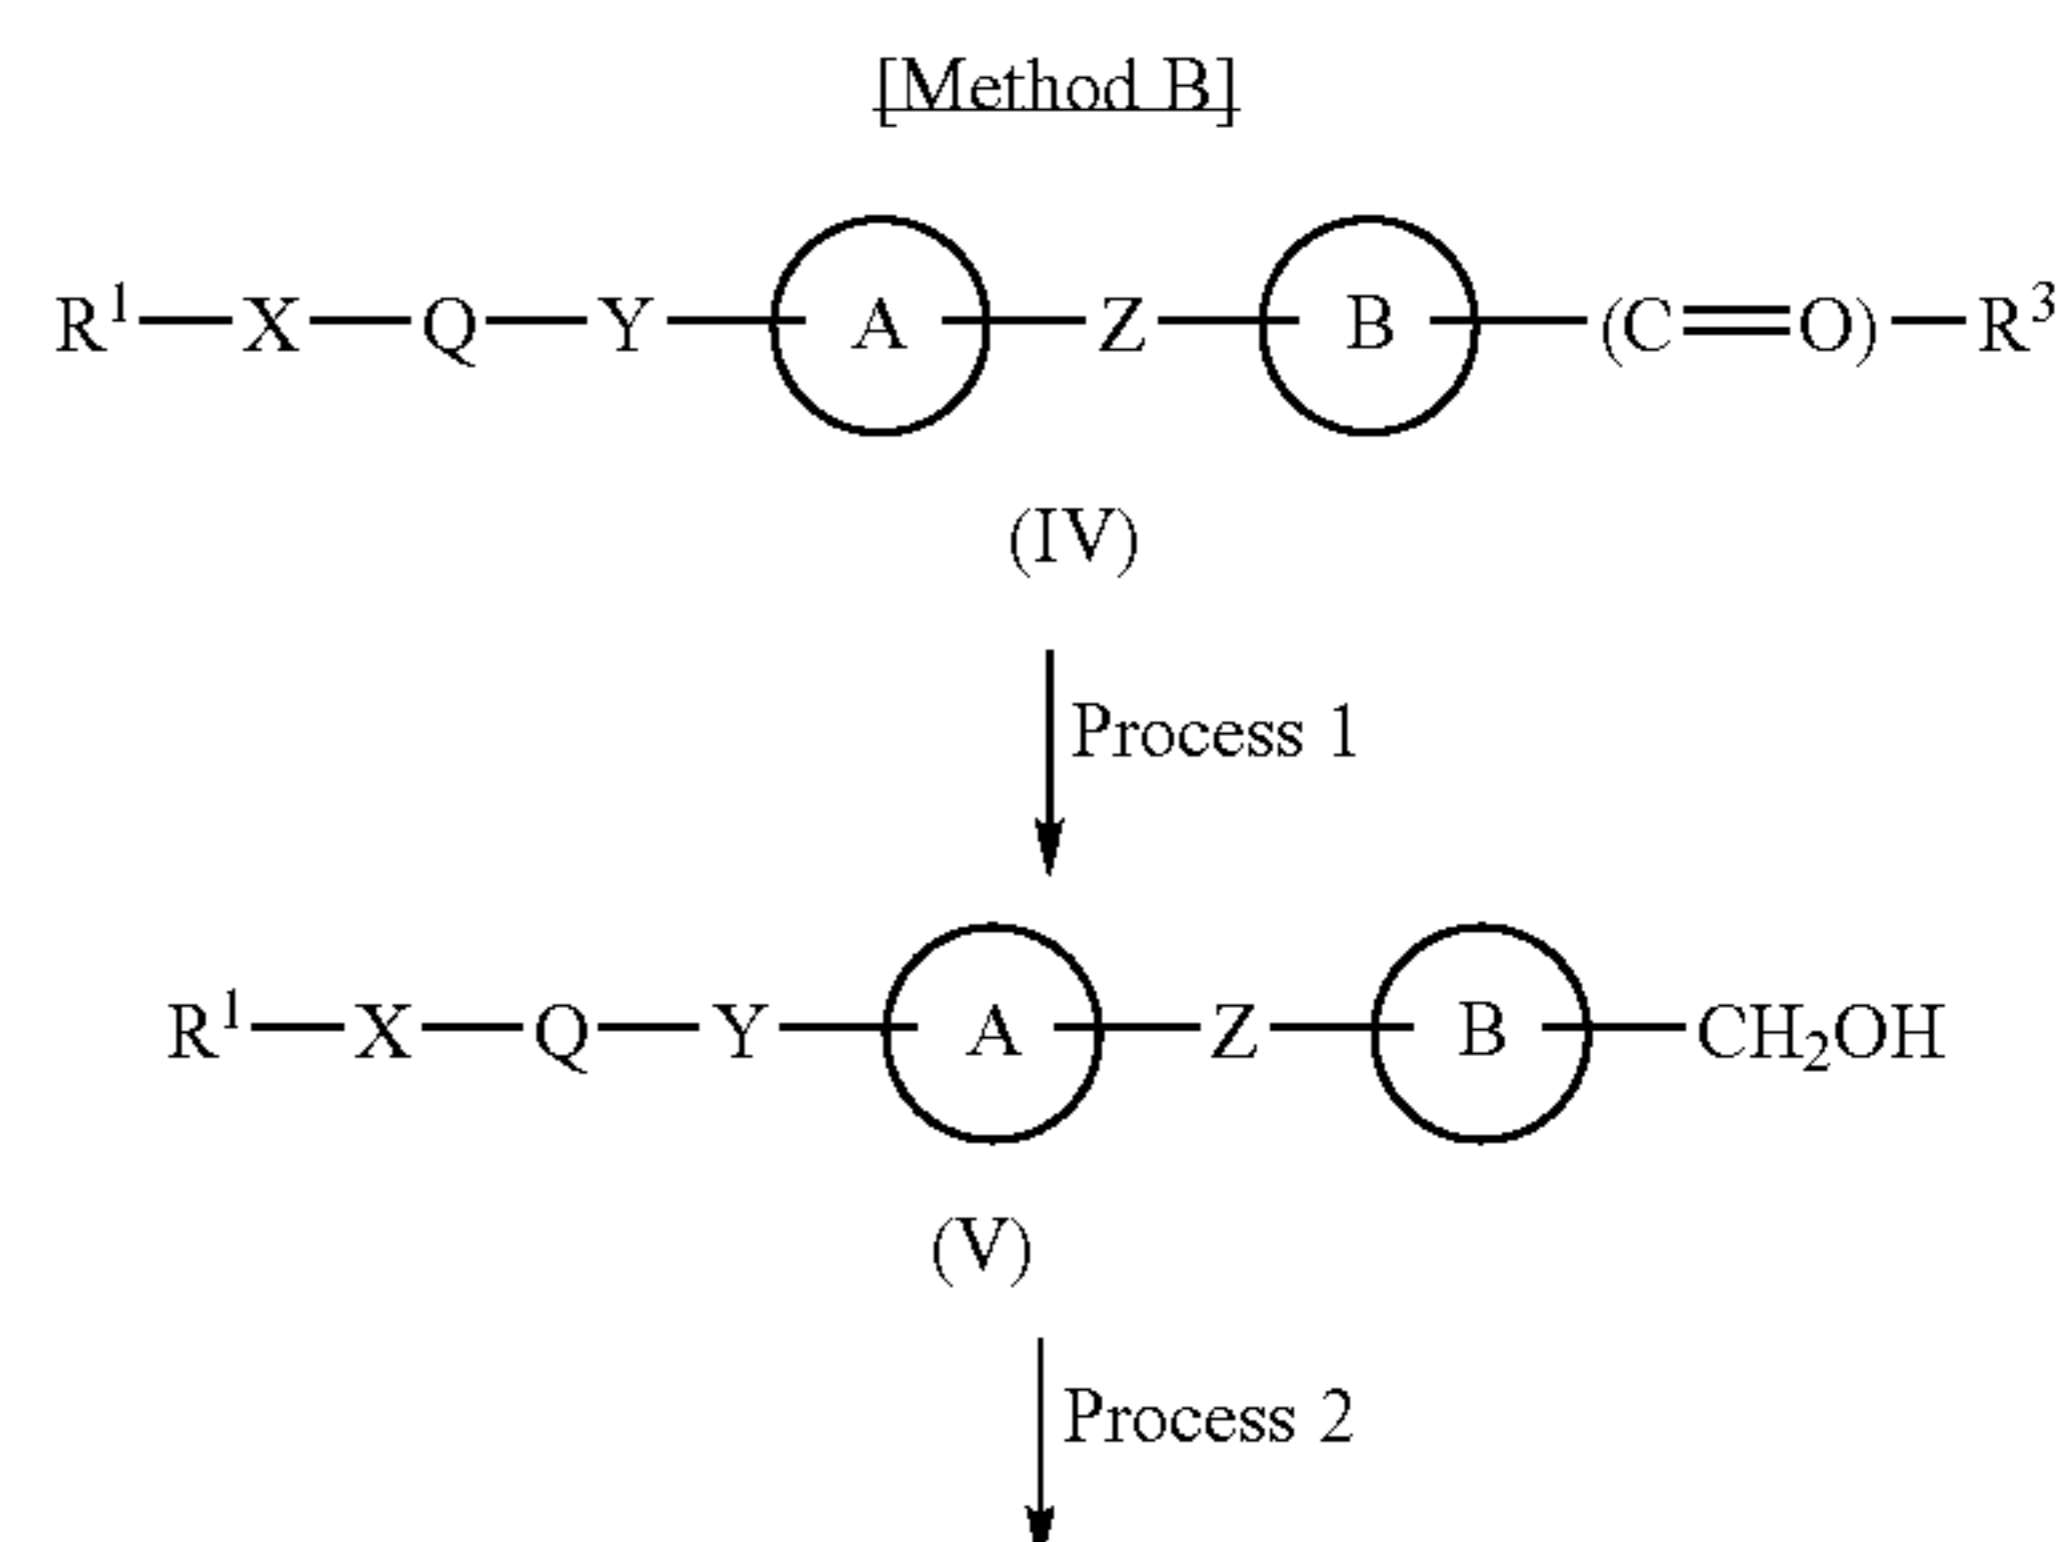 [Method B]
R¹—X—Q—Y—A—Z—B—(C=O)—R³
(IV)
Process 1
R¹—X—Q—Y—A—Z—B—CH₂OH
(V)
Process 2